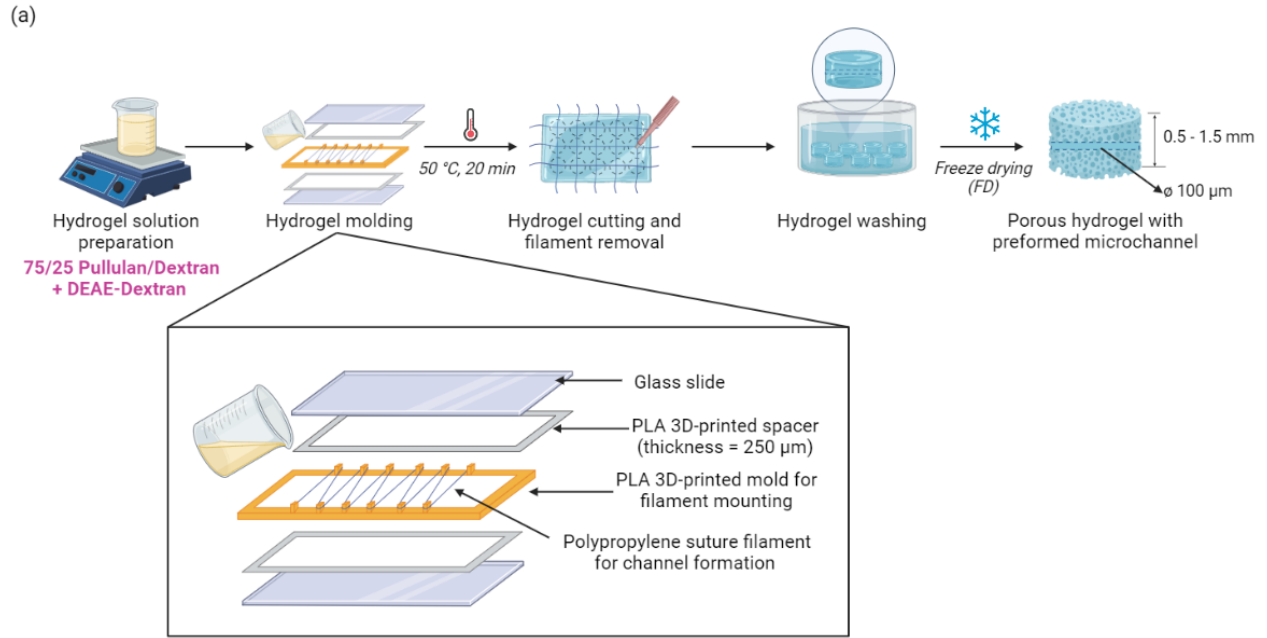 (a)
Hydrogel solution
preparation
75/25 Pullulan/Dextran
+ DEAE-Dextran
Hydrogel molding
50 °C, 20 min
Hydrogel cutting and
filament removal
Hydrogel washing
Freeze drying
(FD)
0.5 - 1.5 mm
ø 100 µm
Porous hydrogel with
preformed microchannel
Glass slide
PLA 3D-printed spacer
(thickness = 250 µm)
PLA 3D-printed mold for
filament mounting
Polypropylene suture filament
for channel formation